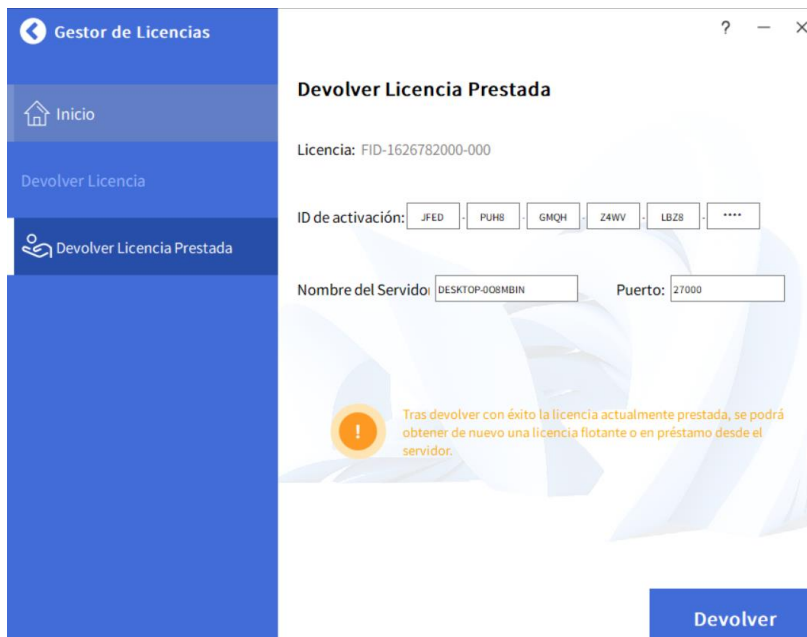 Gestor de Licencias
?
Inicio
Devolver Licencia
Devolver Licencia Prestada
Devolver Licencia Prestada
Licencia: FID-1626782000-000
ID de activación: JFED - PUH8 - GMQH - Z4WV - LBZ8 - ****
Nombre del Servido DESKTOP-0O8MBIN Puerto: 27000
!
Tras devolver con éxito la licencia actualmente prestada, se podrá
obtener de nuevo una licencia flotante o en préstamo desde el
servidor.
Devolver